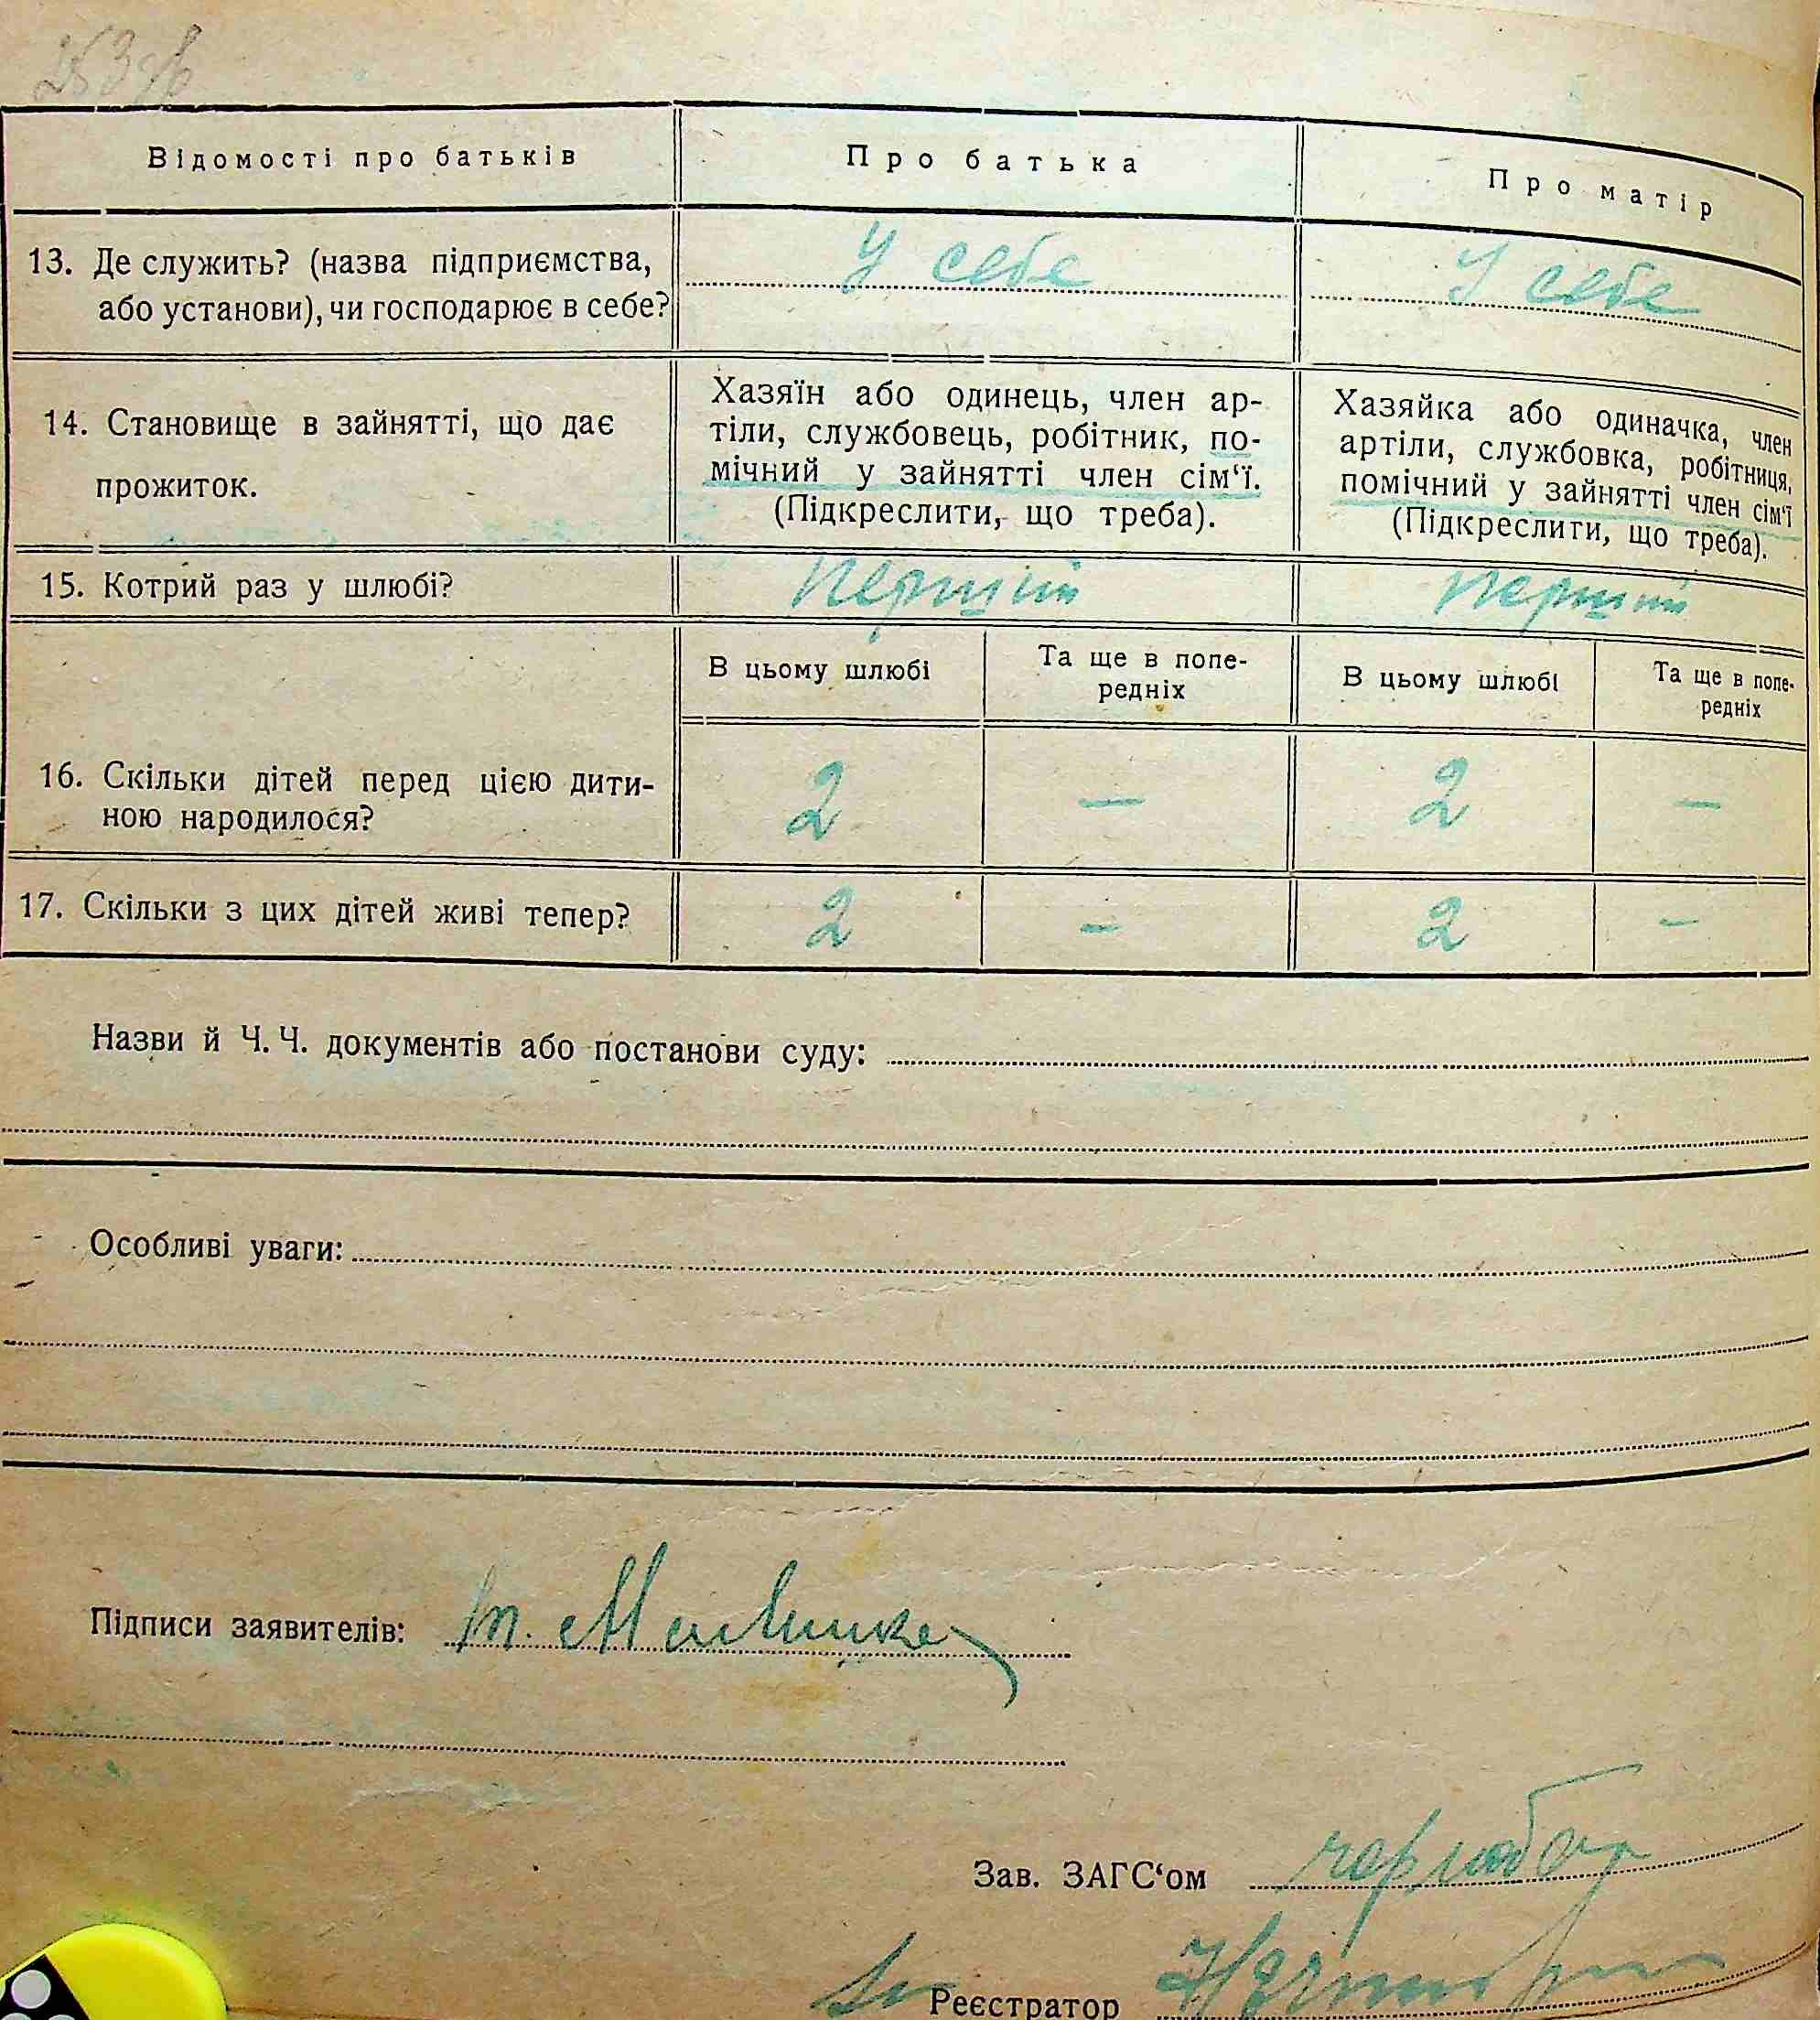 Відомості про батьків
Про батька
Про матір
13. Де служить? (назва підприємства,
або установи), чи господарює в себе?
У себе
У себе
14. Становище в зайнятті, що дає
прожиток.
Хазяїн або одинець, член ар-
тіли, службовець, робітник, по-
мічний у зайнятті член сім‘ї.
(Підкреслити, що треба).
Хазяйка або одиначка, член
артіли, службовка, робітниця,
помічний у зайнятті член сім‘ї
(Підкреслити, що треба).
15. Котрий раз у шлюбі?
Перший
Перший
В цьому шлюбі
Та ще в попе-
редніх
В цьому шлюбі
Та ще в попе-
редніх
16. Скільки дітей перед цією дити-
ною народилося?
2 — 2 —
17. Скільки з цих дітей живі тепер?
2 — 2 —
Назви й Ч. Ч. документів або постанови суду:
Особливі уваги:
Підписи заявителів:
Зав. ЗАГС‘ом
Реєстратор